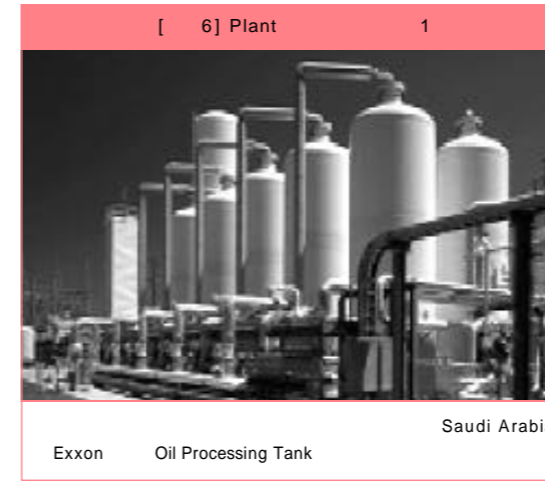 [ 6] Plant 1
Saudi Arabi
Exxon Oil Processing Tank